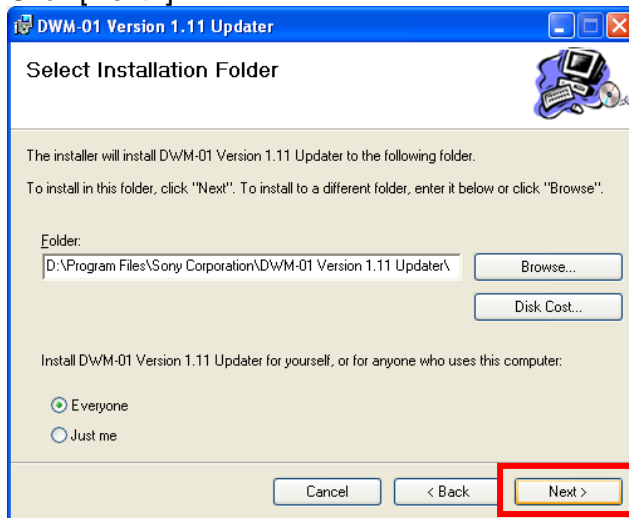 DWM-01 Version 1.11 Updater
Select Installation Folder
The installer will install DWM-01 Version 1.11 Updater to the following folder.
To install in this folder, click "Next". To install to a different folder, enter it below or click "Browse".
Folder:
D:\Program Files\Sony Corporation\DWM-01 Version 1.11 Updater\
Browse...
Disk Cost...
Install DWM-01 Version 1.11 Updater for yourself, or for anyone who uses this computer:
Everyone
Just me
Cancel
< Back
Next >